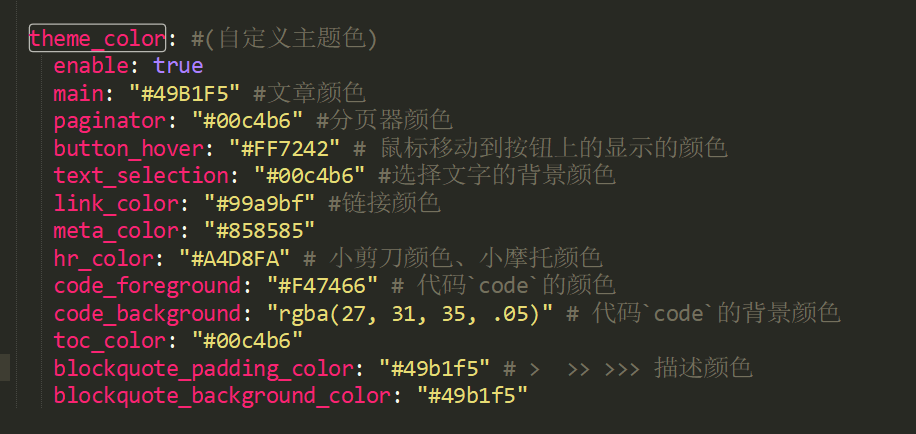 theme_color: #(自定义主题色)
enable: true
main: "#49B1F5" #文章颜色
paginator: "#00c4b6" #分页器颜色
button_hover: "#FF7242" # 鼠标移动到按钮上的显示的颜色
text_selection: "#00c4b6" #选择文字的背景颜色
link_color: "#99a9bf" #链接颜色
meta_color: "#858585"
hr_color: "#A4D8FA" # 小剪刀颜色、小摩托颜色
code_foreground: "#F47466" # 代码`code`的颜色
code_background: "rgba(27, 31, 35, .05)" # 代码`code`的背景颜色
toc_color: "#00c4b6"
blockquote_padding_color: "#49b1f5" # >  >> >>> 描述颜色
blockquote_background_color: "#49b1f5"